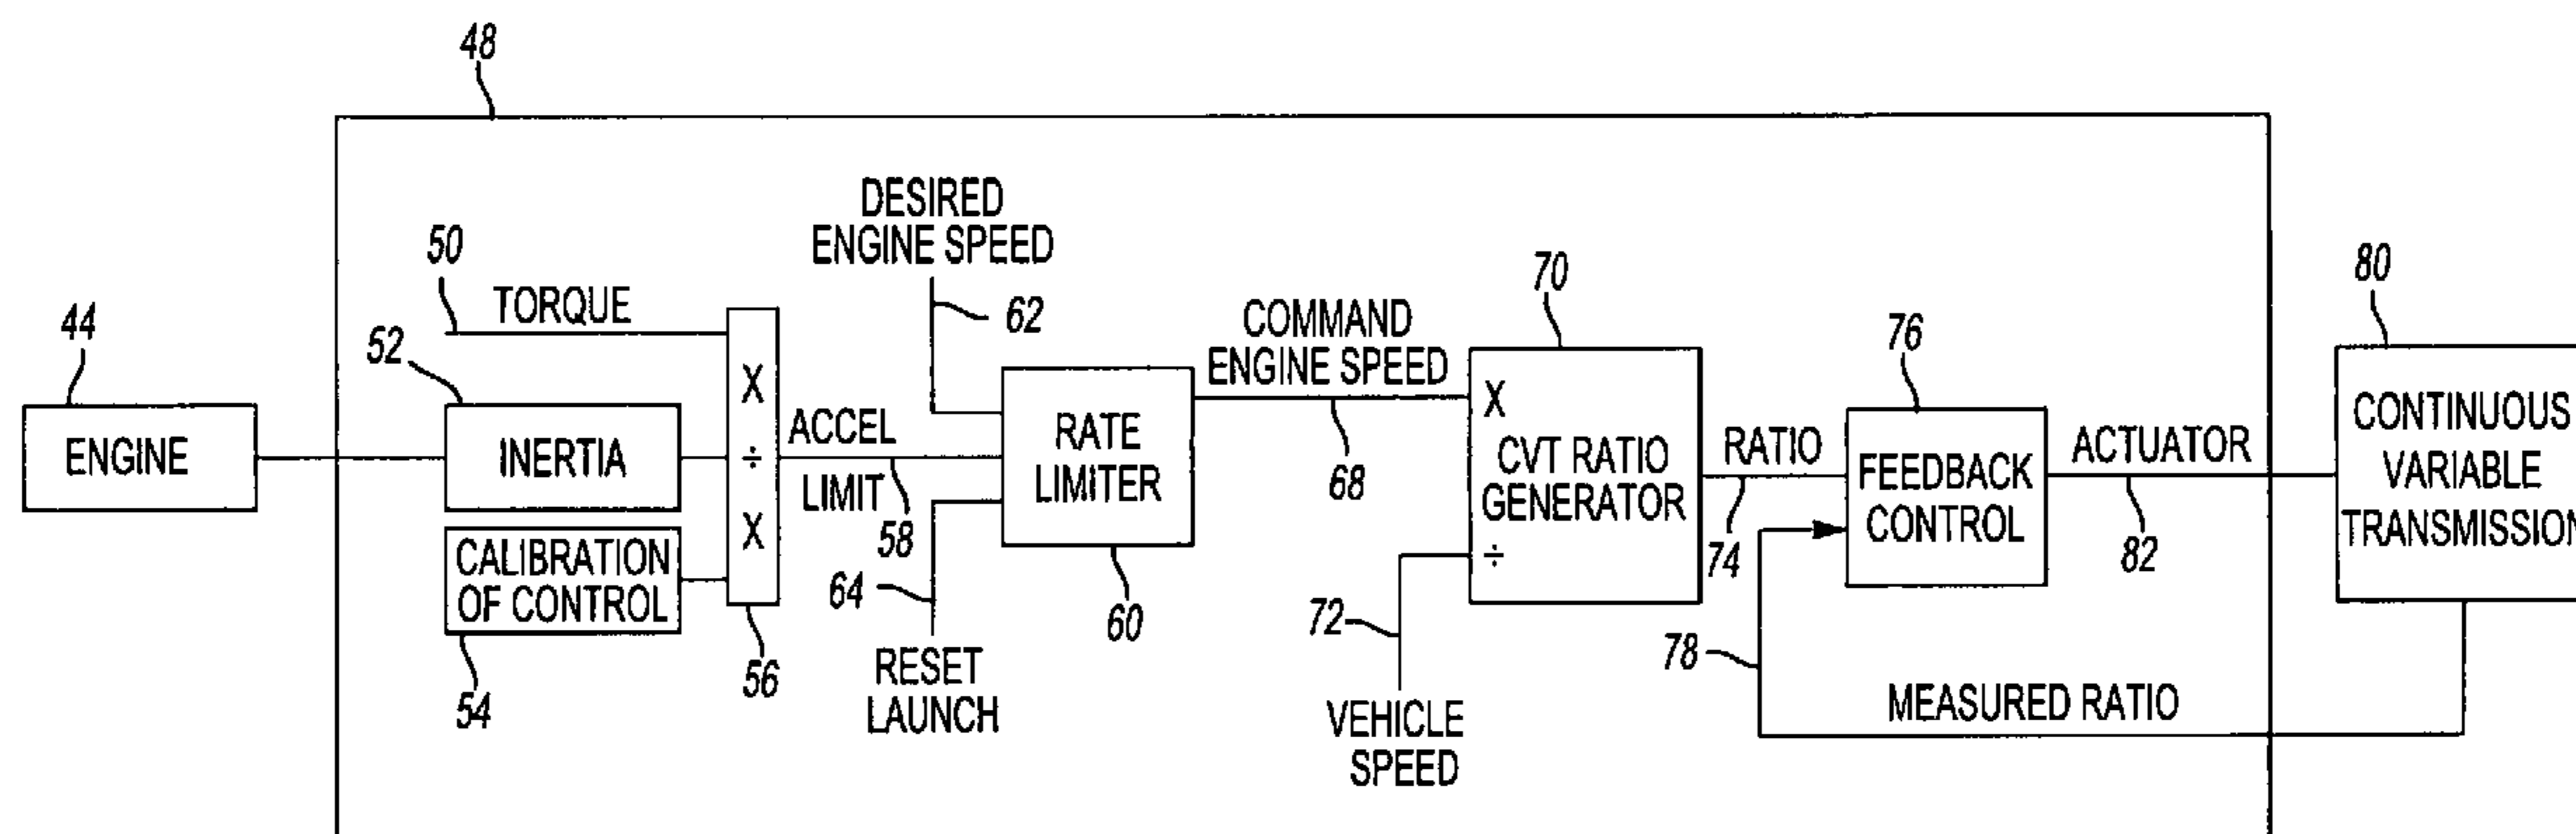 48
DESIRED
ENGINE SPEED
50
TORQUE
62
44
52
ENGINE
INERTIA
X
÷
X
ACCEL
LIMIT
58
CALIBRATION
OF CONTROL
54
56
64
RESET
LAUNCH
RATE
LIMITER
60
COMMAND
ENGINE SPEED
68
70
X
CVT RATIO
GENERATOR
÷
72
VEHICLE
SPEED
RATIO
74
76
FEEDBACK
CONTROL
78
MEASURED RATIO
ACTUATOR
82
80
CONTINUOUS
VARIABLE
TRANSMISSION